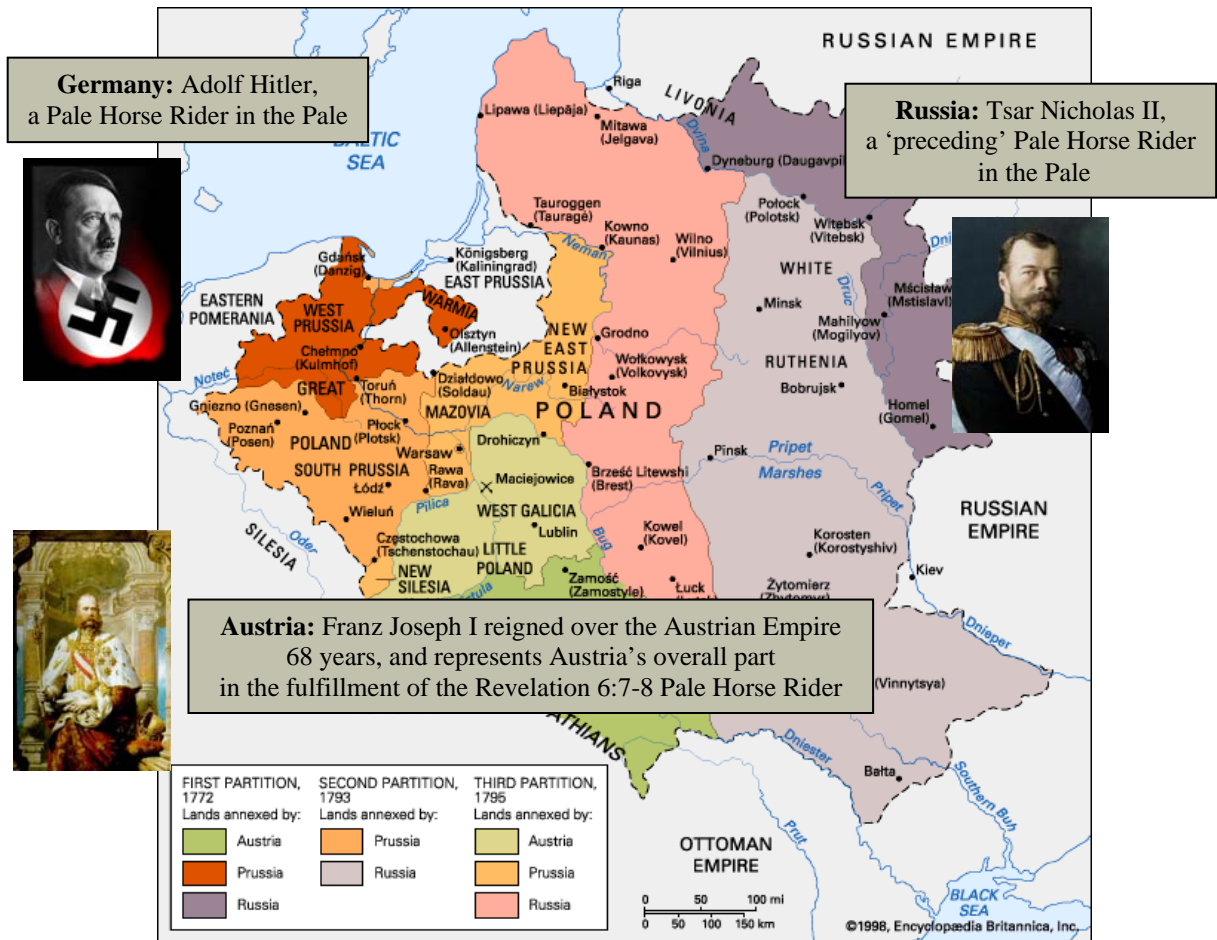 RUSSIAN EMPIRE
Germany: Adolf Hitler,
a Pale Horse Rider in the Pale
Russia: Tsar Nicholas II,
a ‘preceding’ Pale Horse Rider
in the Pale
Riga
LIVONIA
Lipawa (Liepāja)
Mitawa
(Jelgava)
BALTIC
SEA
Dvina
Dyneburg (Daugavpil
Tauroggen
(Tauragė)
Połock
(Polotsk)
Witebsk
(Vitebsk)
Kowno
(Kaunas)
Wilno
(Vilnius)
Neman
Gdańsk
(Danzig)
Königsberg
(Kaliningrad)
EAST PRUSSIA
WHITE
Druc
Mścisław
(Mstislavl)
EASTERN
POMERANIA
WEST
PRUSSIA
WARMIA
Minsk
Mahilyow
(Mogilyov)
Olsztyn
(Allenstein)
NEW
EAST
PRUSSIA
Grodno
RUTHENIA
Chełmpo
(Kulmhof)
Wołkowysk
(Volkovysk)
Bobrujsk
Noteć
GREAT
Toruń
(Thorn)
Działdowo
(Soldau)
Narew
Białystok
Gniezno (Gnesen)
MAZOVIA
POLAND
Homel
(Gomel)
Poznań
(Posen)
Płock
(Plotsk)
POLAND
Warsaw
Drohiczyn
Pinsk
Pripet
Marshes
SOUTH PRUSSIA
Rawa
(Rava)
Brześć Litewshi
(Brest)
Łódź
Maciejowice
Pripet
Pilica
WEST GALICIA
RUSSIAN
EMPIRE
Wieluń
Lublin
Bug
Kowel
(Kovel)
Korosten
(Korostyshiv)
SILESIA
Oder
Częstochowa
(Tschenstochau)
LITTLE
POLAND
NEW
SILESIA
Zamość
(Zamostyle)
Łuck
Żytomierz
Kiev
Austria: Franz Joseph I reigned over the Austrian Empire
68 years, and represents Austria’s overall part
in the fulfillment of the Revelation 6:7-8 Pale Horse Rider
Dnieper
(Vinnytsya)
ATHIANS
Dniester
Bałta
Southern Buh
FIRST PARTITION,
1772
Lands annexed by:
Austria
Prussia
Russia
SECOND PARTITION,
1793
Lands annexed by:
Prussia
Russia
THIRD PARTITION,
1795
Lands annexed by:
Austria
Prussia
Russia
Prut
OTTOMAN
EMPIRE
0 50 100 mi
0 50 100 150 km
BLACK
SEA
©1998, Encyclopædia Britannica, Inc.